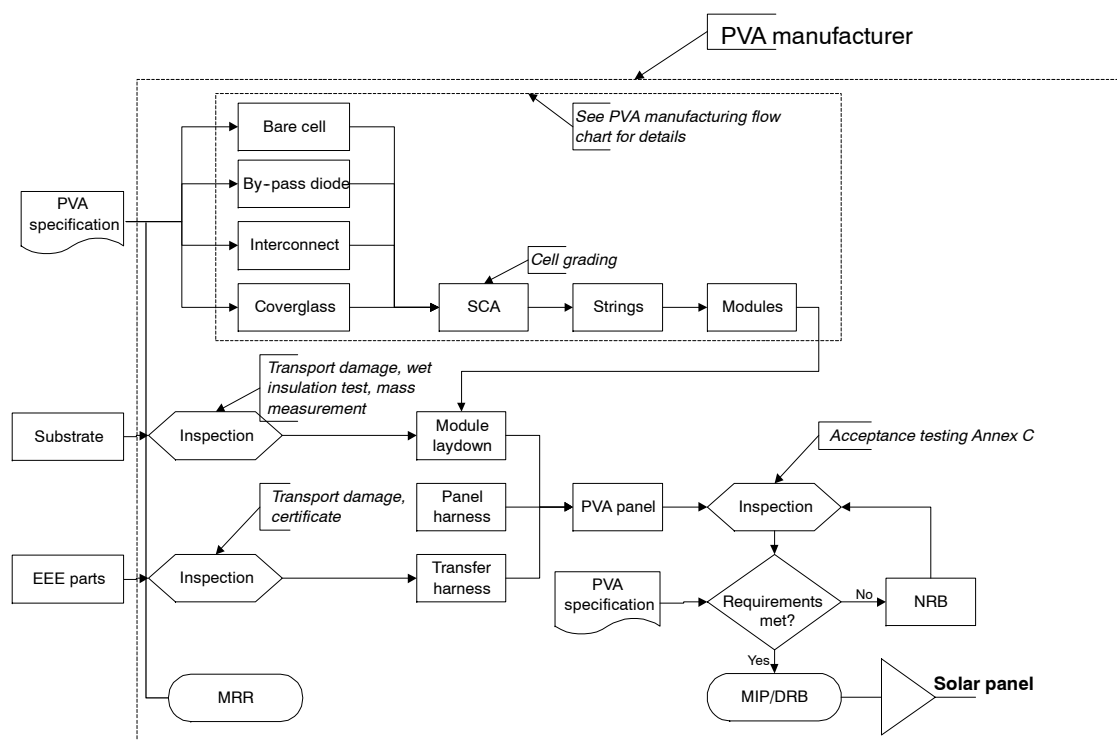 PVA manufacturer
See PVA manufacturing flow
chart for details
Bare cell
By-pass diode
PVA
specification
Interconnect
Cell grading
Coverglass
SCA
Strings
Modules
Transport damage, wet
insulation test, mass
measurement
Substrate
Inspection
Module
laydown
Acceptance testing Annex C
Transport damage,
certificate
Panel
harness
PVA panel
Inspection
EEE parts
Inspection
Transfer
harness
PVA
specification
Requirements
met?
No
NRB
Yes
MRR
MIP/DRB
Solar panel